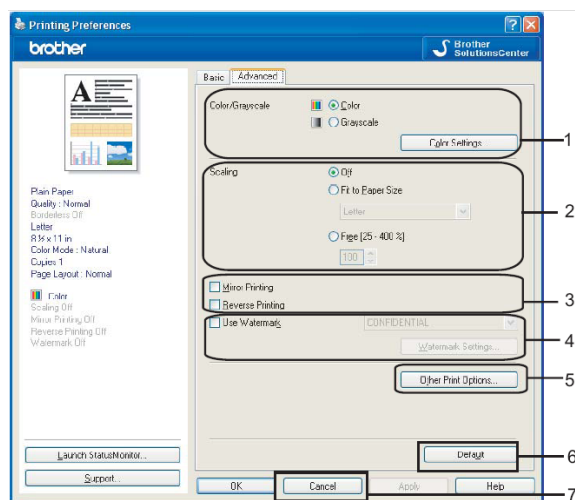 Printing Preferences
brother
Brother
SolutionsCenter
Basic Advanced
A
Plain Paper
Quality : Normal
Borderless Off
Letter
8 ½ x 11 in
Color Mode : Natural
Copies 1
Page Layout : Normal
Color
Scaling Off
Mirror Printing Off
Reverse Printing Off
Watermark Off
Launch StatusMonitor...
Support...
Color/Grayscale
Color
Grayscale
Color Settings
1
Scaling
Off
Fit to Paper Size
Letter
Free [25 - 400 %]
100
2
Mirror Printing
Reverse Printing
3
Use Watermark CONFIDENTIAL
Watermark Settings...
4
Other Print Options...
5
Default
6
OK Cancel Apply Help
7